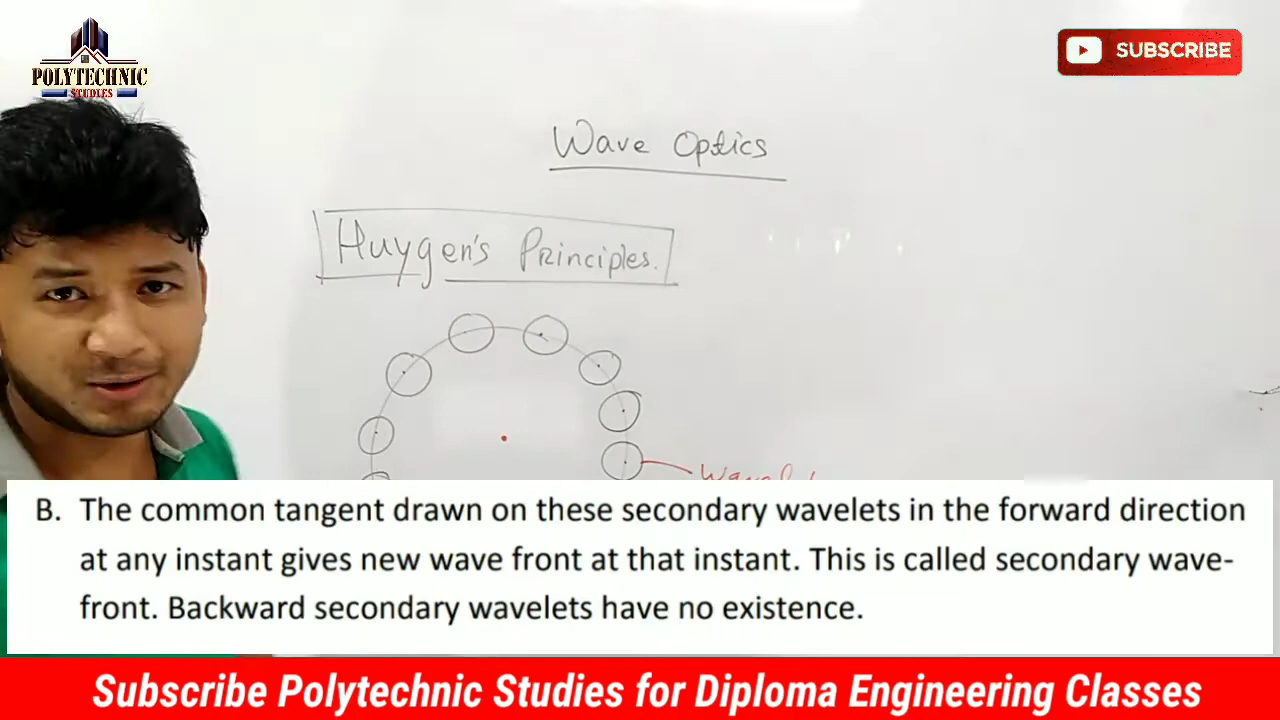 POLYTECHNIC
STUDIES
SUBSCRIBE
Wave Optics
Huygen's Principles.
B. The common tangent drawn on these secondary wavelets in the forward direction
at any instant gives new wave front at that instant. This is called secondary wave-
front. Backward secondary wavelets have no existence.
Subscribe Polytechnic Studies for Diploma Engineering Classes